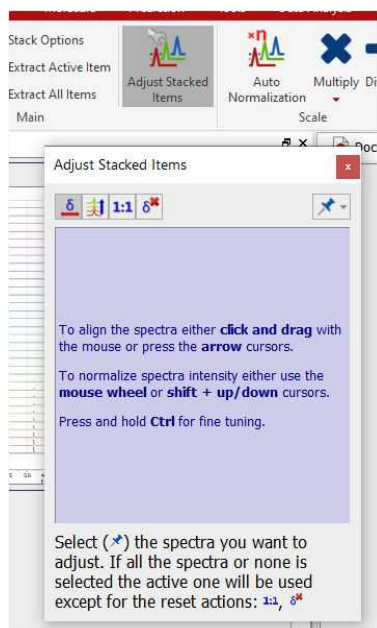 Stack Options
Extract Active Item
Extract All Items
Adjust Stacked
Items
×n
Auto
Normalization
Multiply
Main
Scale
Adjust Stacked Items
x
δ 1:1 δ
To align the spectra either click and drag with
the mouse or press the arrow cursors.
To normalize spectra intensity either use the
mouse wheel or shift + up/down cursors.
Press and hold Ctrl for fine tuning.
Select ( ) the spectra you want to
adjust. If all the spectra or none is
selected the active one will be used
except for the reset actions: 1:1, δ